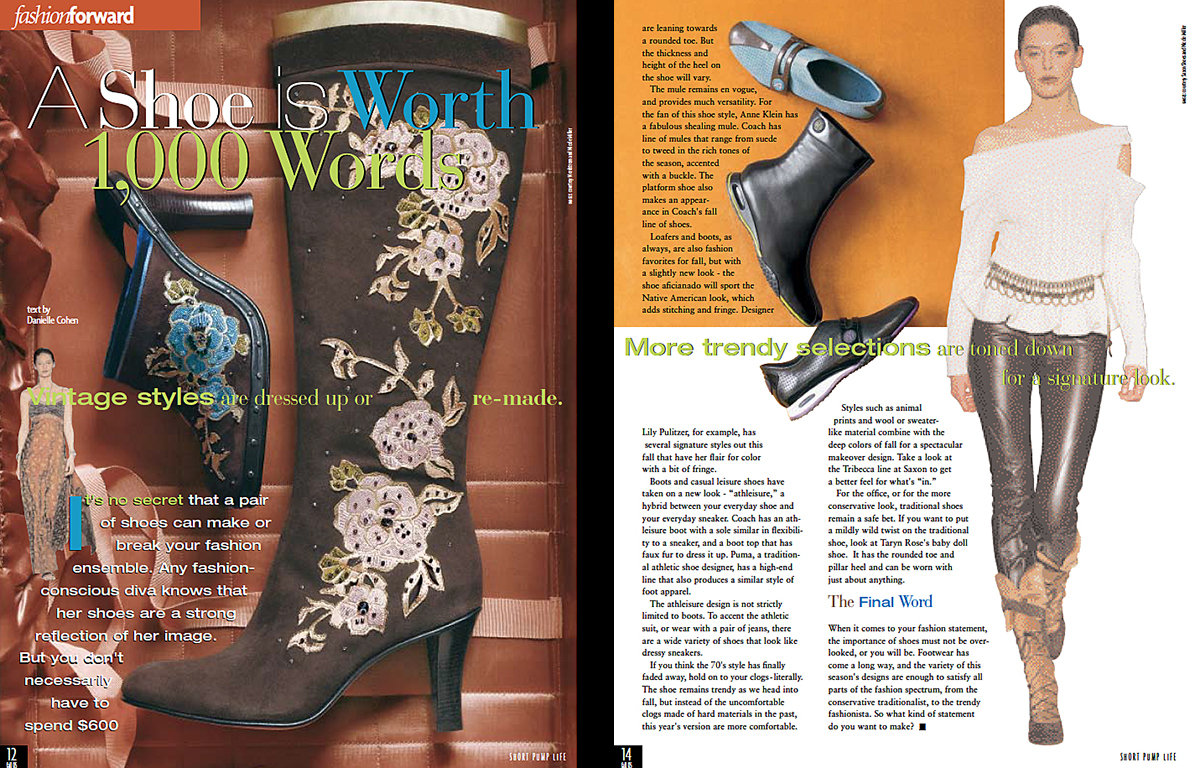 fashionforward
A Shoe is Worth
1,000 Words
text by
Danielle Cohen
Vintage styles are dressed up or re-made.
It's no secret that a pair
of shoes can make or
break your fashion
ensemble. Any fashion-
conscious diva knows that
her shoes are a strong
reflection of her image.
But you don't
necessarily
have to
spend $600
12
SHORT PUMP LIFE
are leaning towards
a rounded toe. But
the thickness and
height of the heel on
the shoe will vary.
The mule remains en vogue,
and provides much versatility. For
the fan of this shoe style, Anne Klein has
a fabulous shealing mule. Coach has
line of mules that range from suede
to tweed in the rich tones of
the season, accented
with a buckle. The
platform shoe also
makes an appear-
ance in Coach's fall
line of shoes.
Loafers and boots, as
always, are also fashion
favorites for fall, but with
a slightly new look - the
shoe aficianado will sport the
Native American look, which
adds stitching and fringe. Designer
More trendy selections are toned down
for a signature look.
Lily Pulitzer, for example, has
several signature styles out this
fall that have her flair for color
with a bit of fringe.
Boots and casual leisure shoes have
taken on a new look - “athleisure,” a
hybrid between your everyday shoe and
your everyday sneaker. Coach has an ath-
leisure boot with a sole similar in flexibili-
ty to a sneaker, and a boot top that has
faux fur to dress it up. Puma, a tradition-
al athletic shoe designer, has a high-end
line that also produces a similar style of
foot apparel.
The athleisure design is not strictly
limited to boots. To accent the athletic
suit, or wear with a pair of jeans, there
are a wide variety of shoes that look like
dressy sneakers.
If you think the 70's style has finally
faded away, hold on to your clogs-literally.
The shoe remains trendy as we head into
fall, but instead of the uncomfortable
clogs made of hard materials in the past,
this year's version are more comfortable.
Styles such as animal
prints and wool or sweater-
like material combine with the
deep colors of fall for a spectacular
makeover design. Take a look at
the Tribecca line at Saxon to get
a better feel for what's “in.”
For the office, or for the more
conservative look, traditional shoes
remain a safe bet. If you want to put
a mildly wild twist on the traditional
shoe, look at Taryn Rose's baby doll
shoe. It has the rounded toe and
pillar heel and can be worn with
just about anything.
The Final Word
When it comes to your fashion statement,
the importance of shoes must not be over-
looked, or you will be. Footwear has
come a long way, and the variety of this
season's designs are enough to satisfy all
parts of the fashion spectrum, from the
conservative traditionalist, to the trendy
fashionista. So what kind of statement
do you want to make?
14
SHORT PUMP LIFE